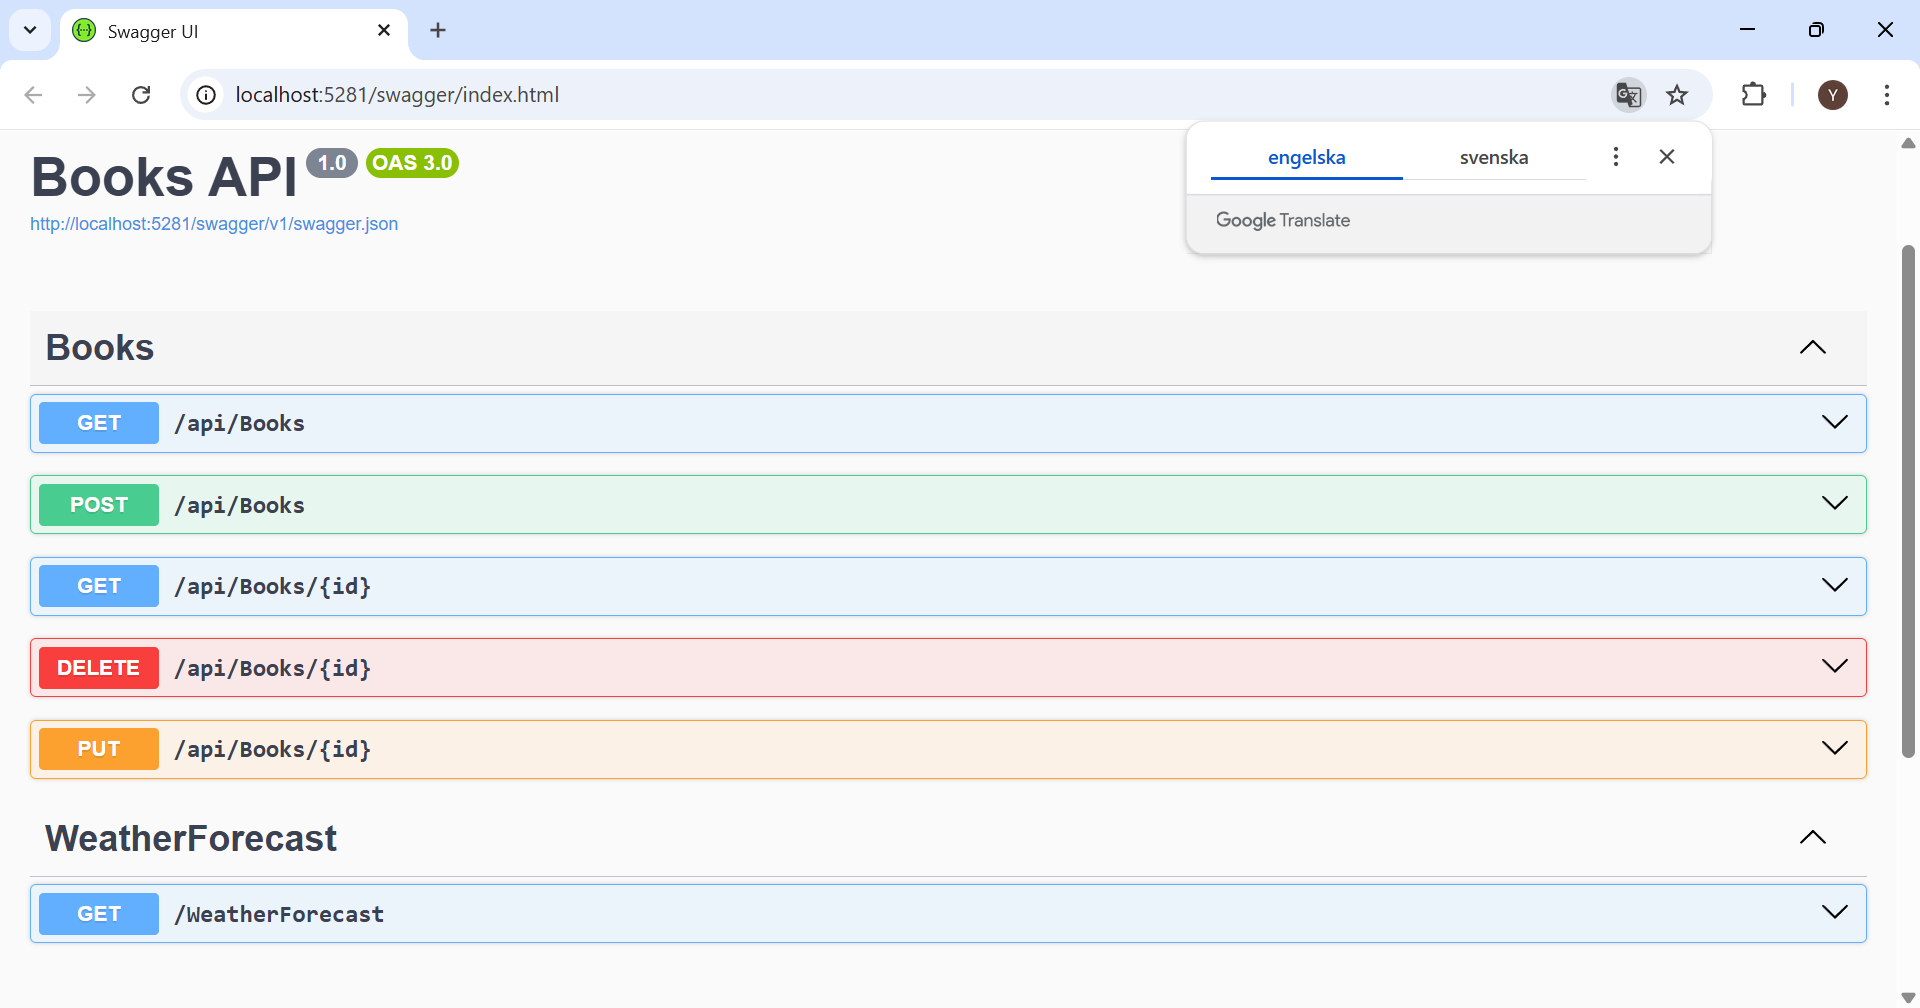 Swagger UI
localhost:5281/swagger/index.html
Y
engelska svenska
Google Translate
Books API 1.0 OAS 3.0
http://localhost:5281/swagger/v1/swagger.json
Books
GET /api/Books
POST /api/Books
GET /api/Books/{id}
DELETE /api/Books/{id}
PUT /api/Books/{id}
WeatherForecast
GET /WeatherForecast